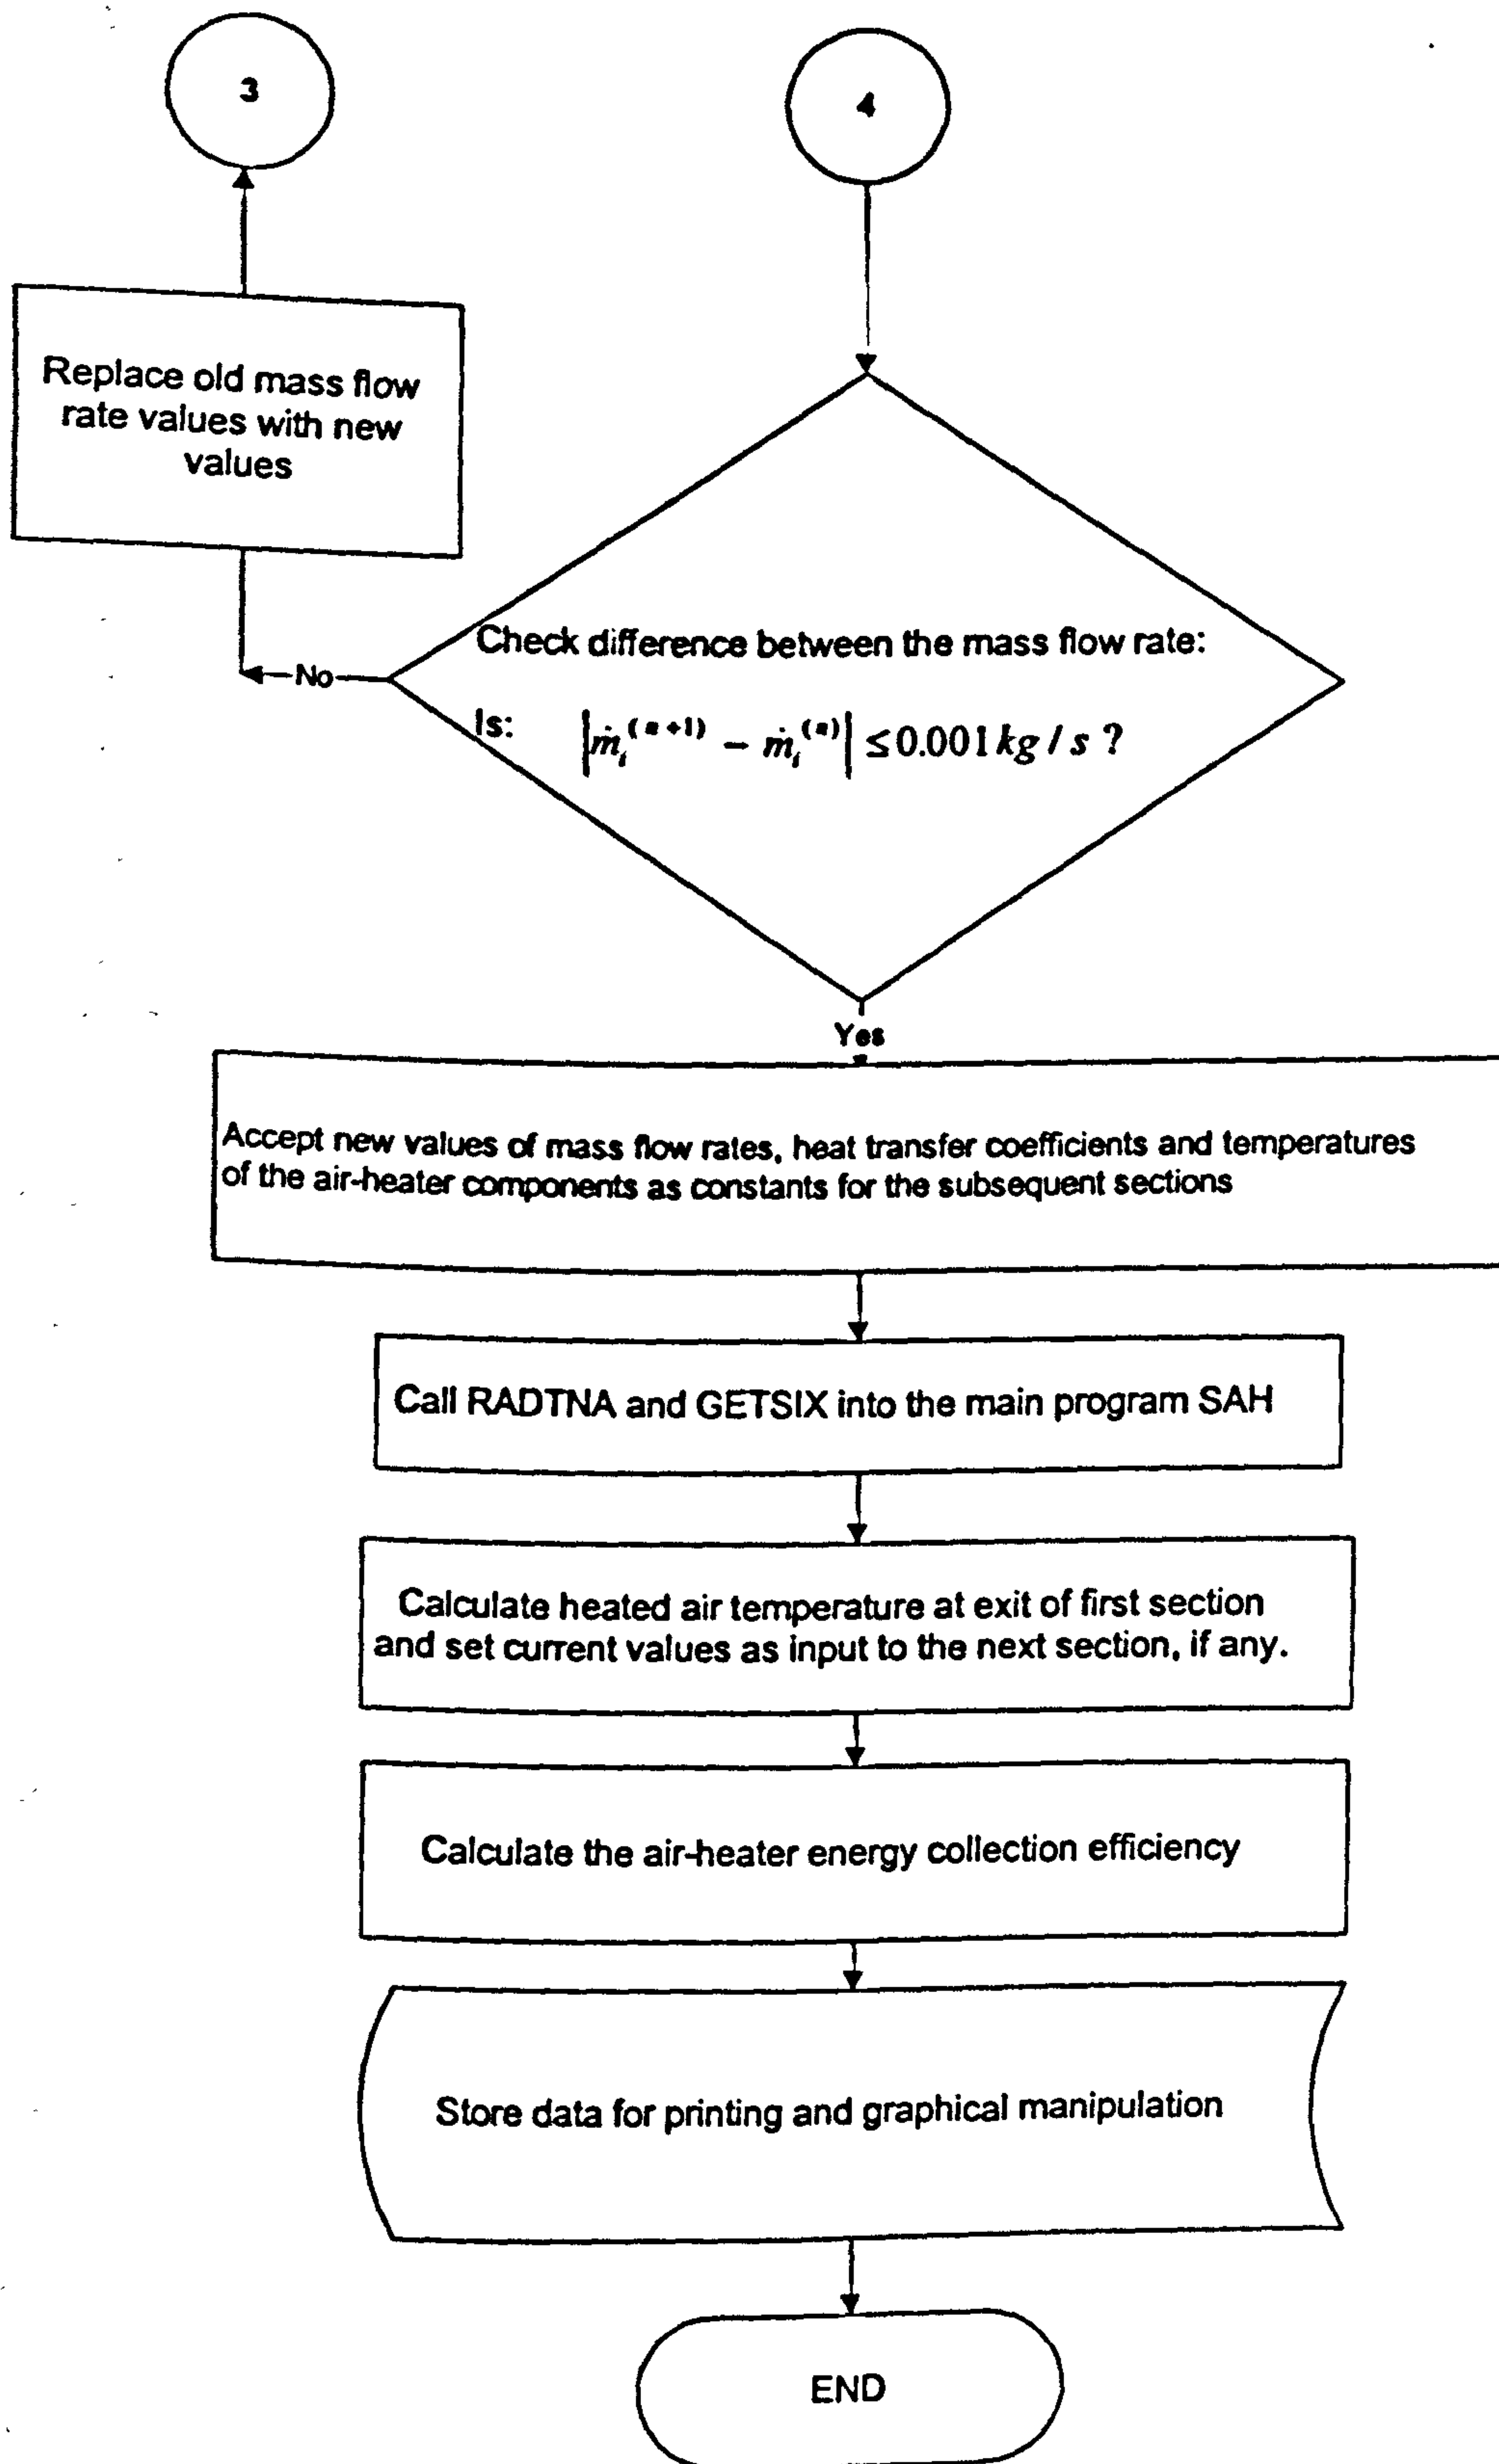 3
4
Replace old mass flow
rate values with new
values
Check difference between the mass flow rate:
No
Is: |ṁᵢ⁽ⁿ⁺¹⁾ – ṁᵢ⁽ⁿ⁾| ≤ 0.001 kg / s ?
Yes
Accept new values of mass flow rates, heat transfer coefficients and temperatures
of the air-heater components as constants for the subsequent sections
Call RADTNA and GETSIX into the main program SAH
Calculate heated air temperature at exit of first section
and set current values as input to the next section, if any.
Calculate the air-heater energy collection efficiency
Store data for printing and graphical manipulation
END